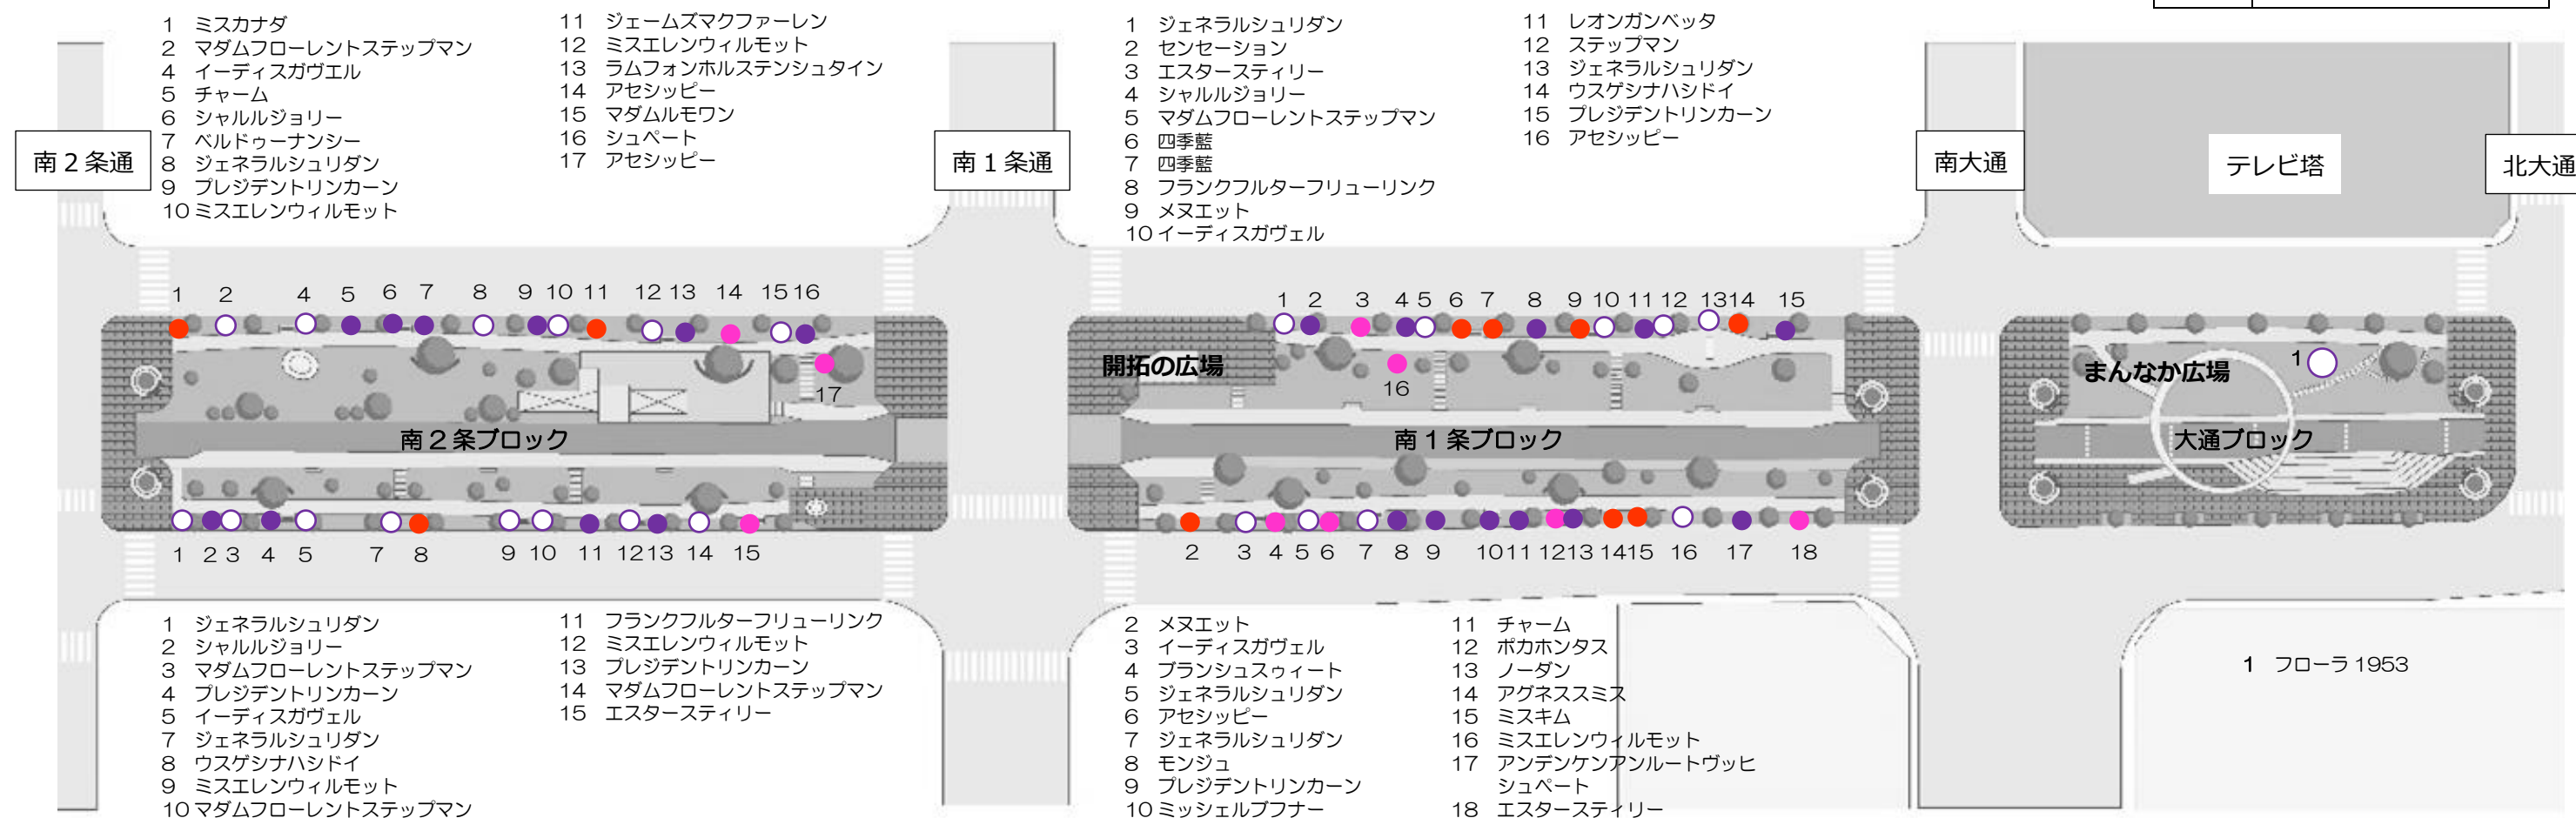 1 ミスカナダ
2 マダムフローレントステップマン
4 イーディスガヴエル
5 チャーム
6 シャルルジョリー
7 ベルドゥーナンシー
8 ジェネラルシュリダン
9 プレジデントリンカーン
10 ミスエレンウィルモット
11 ジェームズマクファーレン
12 ミスエレンウィルモット
13 ラムフォンホルステンシュタイン
14 アセシッピー
15 マダムルモワン
16 シュペート
17 アセシッピー
1 ジェネラルシュリダン
2 センセーション
3 エスタースティリー
4 シャルルジョリー
5 マダムフローレントステップマン
6 四季藍
7 四季藍
8 フランクフルターフリューリンク
9 メヌエット
10 イーディスガヴェル
11 レオンガンベッタ
12 ステップマン
13 ジェネラルシュリダン
14 ウスゲシナハシドイ
15 プレジデントリンカーン
16 アセシッピー
南2条通
南1条通
南大通
テレビ塔
北大通
1 2 4 5 6 7 8 9 10 11 12 13 14 15 16
17
1 2 3 4 5 6 7 8 9 10 11 12 13 14 15
16
開拓の広場
まんなか広場
1
南2条ブロック
南1条ブロック
大通ブロック
1 2 3 4 5 7 8 9 10 11 12 13 14 15
2 3 4 5 6 7 8 9 10 11 12 13 14 15 16 17 18
1 ジェネラルシュリダン
2 シャルルジョリー
3 マダムフローレントステップマン
4 プレジデントリンカーン
5 イーディスガヴェル
7 ジェネラルシュリダン
8 ウスゲシナハシドイ
9 ミスエレンウィルモット
10 マダムフローレントステップマン
11 フランクフルターフリューリンク
12 ミスエレンウィルモット
13 プレジデントリンカーン
14 マダムフローレントステップマン
15 エスタースティリー
2 メヌエット
3 イーディスガヴェル
4 ブランシュスゥィート
5 ジェネラルシュリダン
6 アセシッピー
7 ジェネラルシュリダン
8 モンジュ
9 プレジデントリンカーン
10 ミッシェルブフナー
11 チャーム
12 ポカホンタス
13 ノーダン
14 アグネススミス
15 ミスキム
16 ミスエレンウィルモット
17 アンデンケンアンルートヴッヒ
シュペート
18 エスタースティリー
1 フローラ1953